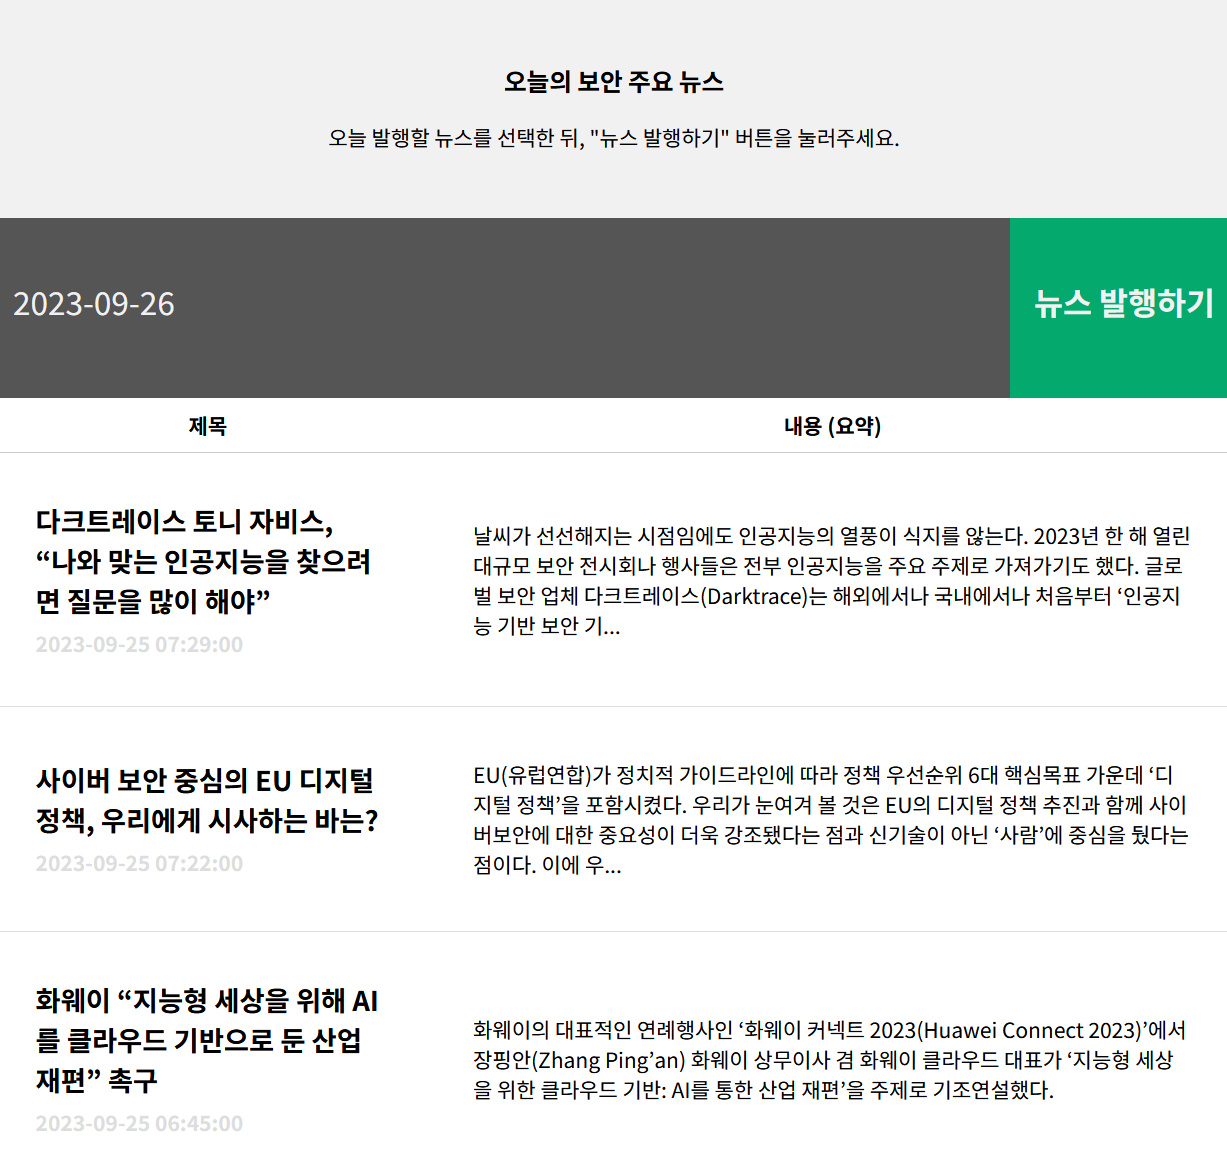 오늘의 보안 주요 뉴스
오늘 발행할 뉴스를 선택한 뒤, "뉴스 발행하기" 버튼을 눌러주세요.
2023-09-26
뉴스 발행하기
제목
내용 (요약)
다크트레이스 토니 자비스,
“나와 맞는 인공지능을 찾으려
면 질문을 많이 해야”
2023-09-25 07:29:00
날씨가 선선해지는 시점임에도 인공지능의 열풍이 식지를 않는다. 2023년 한 해 열린
대규모 보안 전시회나 행사들은 전부 인공지능을 주요 주제로 가져가기도 했다. 글로
벌 보안 업체 다크트레이스(Darktrace)는 해외에서나 국내에서나 처음부터 ‘인공지
능 기반 보안 기...
사이버 보안 중심의 EU 디지털
정책, 우리에게 시사하는 바는?
2023-09-25 07:22:00
EU(유럽연합)가 정치적 가이드라인에 따라 정책 우선순위 6대 핵심목표 가운데 ‘디
지털 정책’을 포함시켰다. 우리가 눈여겨 볼 것은 EU의 디지털 정책 추진과 함께 사이
버보안에 대한 중요성이 더욱 강조됐다는 점과 신기술이 아닌 ‘사람’에 중심을 뒀다는
점이다. 이에 우...
화웨이 “지능형 세상을 위해 AI
를 클라우드 기반으로 둔 산업
재편” 촉구
2023-09-25 06:45:00
화웨이의 대표적인 연례행사인 ‘화웨이 커넥트 2023(Huawei Connect 2023)’에서
장핑안(Zhang Ping’an) 화웨이 상무이사 겸 화웨이 클라우드 대표가 ‘지능형 세상
을 위한 클라우드 기반: AI를 통한 산업 재편’을 주제로 기조연설했다.